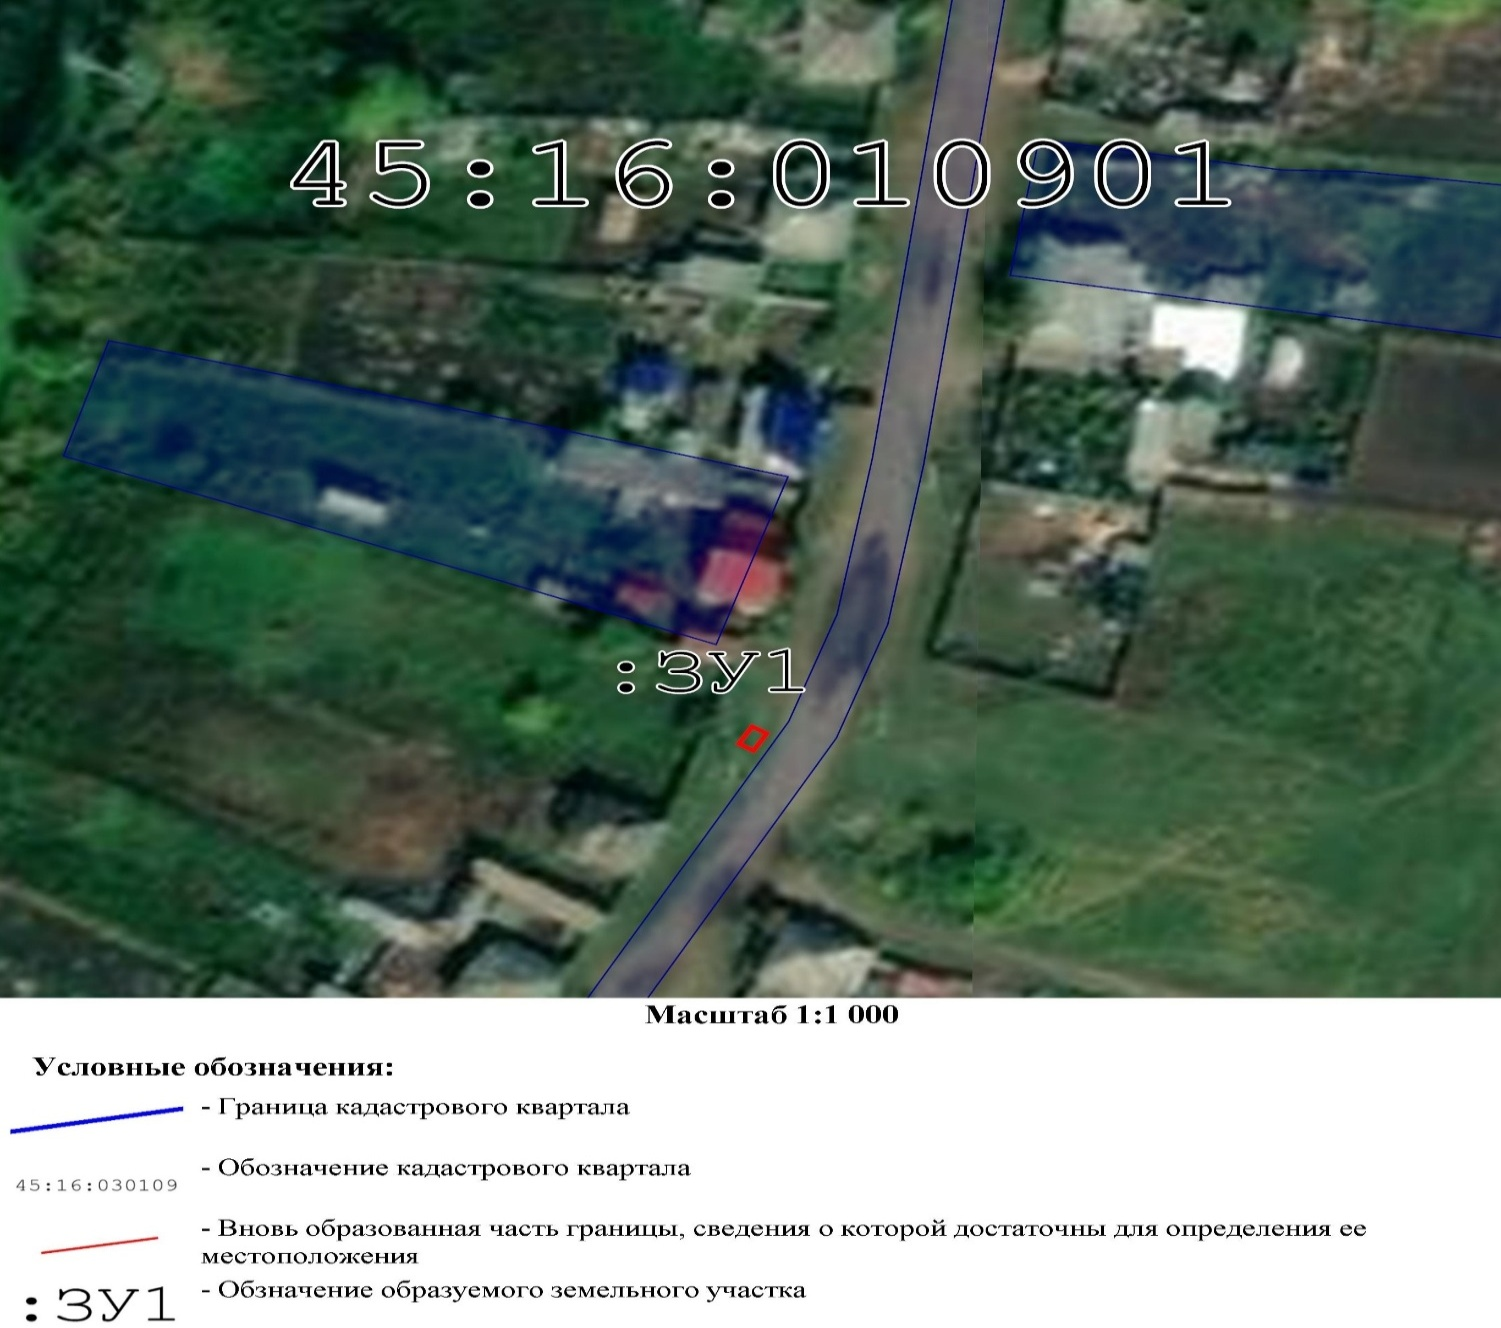 45:16:010901
:ЗУ1
Масштаб 1:1 000
Условные обозначения:
- Граница кадастрового квартала
- Обозначение кадастрового квартала
45:16:030109
- Вновь образованная часть границы, сведения о которой достаточны для определения ее
местоположения
- Обзначение образуемого земельного участка
:ЗУ1